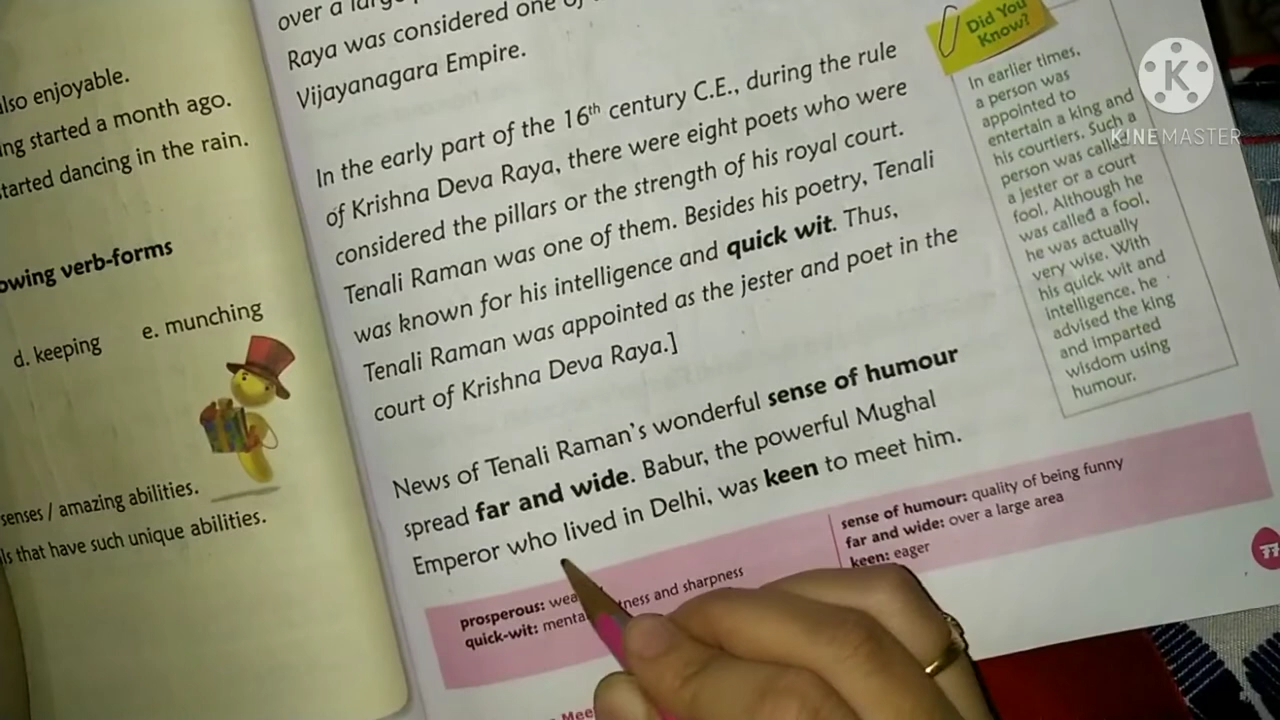 lso enjoyable.
ng started a month ago.
started dancing in the rain.
owing verb-forms
d. keeping e. munching
senses / amazing abilities.
ls that have such unique abilities.
over a
Raya was considered one
Vijayanagara Empire.
In the early part of the 16th century C.E., during the rule
of Krishna Deva Raya, there were eight poets who were
considered the pillars or the strength of his royal court.
Tenali Raman was one of them. Besides his poetry, Tenali
was known for his intelligence and quick wit. Thus,
Tenali Raman was appointed as the jester and poet in the
court of Krishna Deva Raya.]
News of Tenali Raman's wonderful sense of humour
spread far and wide. Babur, the powerful Mughal
Emperor who lived in Delhi, was keen to meet him.
prosperous: wea
quick-wit: menta tness and sharpness
sense of humour: quality of being funny
far and wide: over a large area
keen: eager
Did You
Know?
In earlier times,
a person was
appointed to
entertain a king and
his courtiers. Such a
person was called
a jester or a court
fool. Although he
was called a fool,
he was actually
very wise. With
his quick wit and
intelligence, he
advised the king
and imparted
wisdom using
humour.
77
Mee
K
KINEMASTER